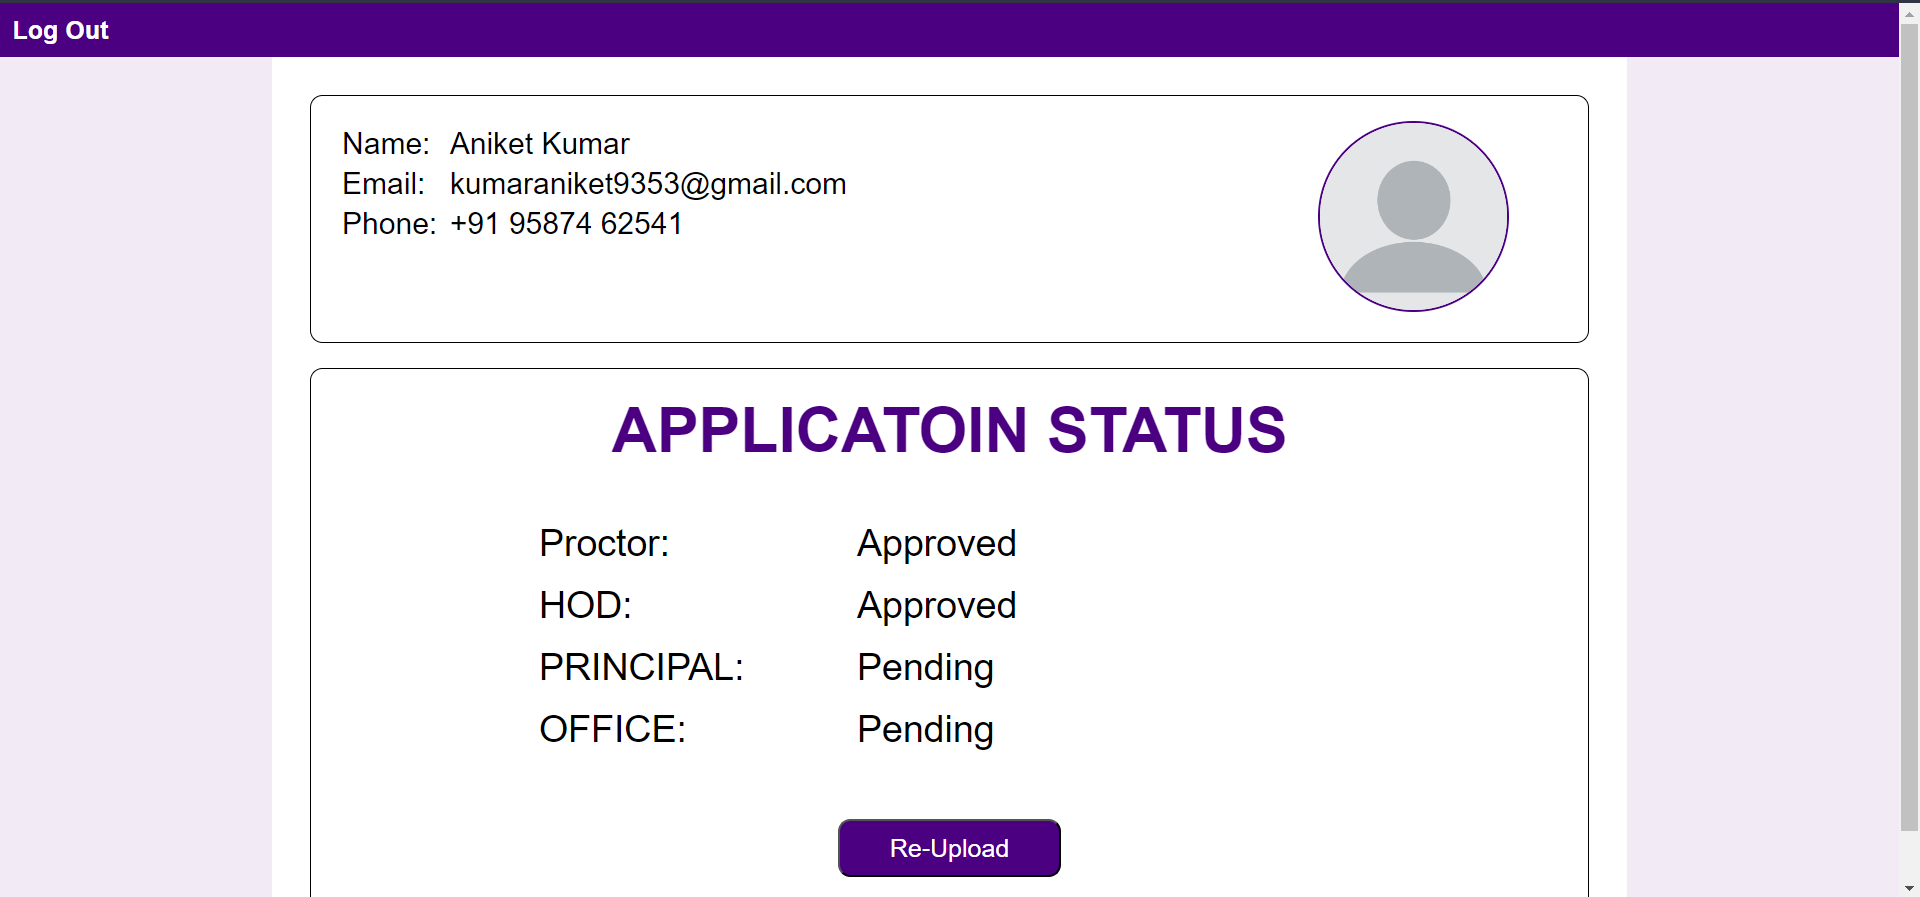 Log Out
Name: Aniket Kumar
Email: kumaraniket9353@gmail.com
Phone: +91 95874 62541
APPLICATOIN STATUS
Proctor: Approved
HOD: Approved
PRINCIPAL: Pending
OFFICE: Pending
Re-Upload